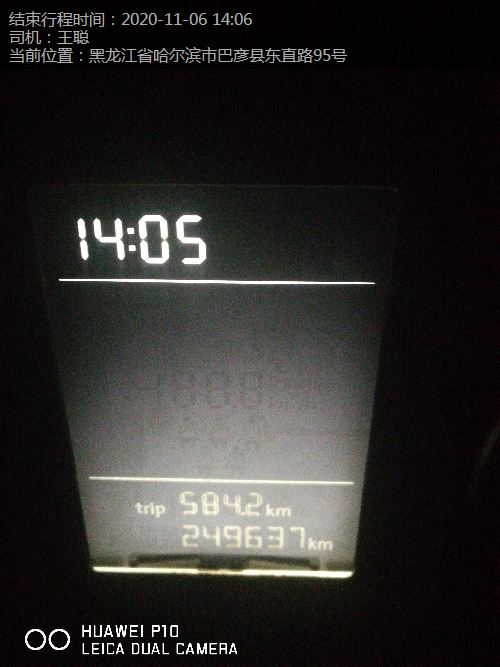 结束行程时间：2020-11-06 14:06
司机：王聪
当前位置：黑龙江省哈尔滨市巴彦县东直路95号
14:05
trip 584.2 km
249637 km
HUAWEI P10
LEICA DUAL CAMERA